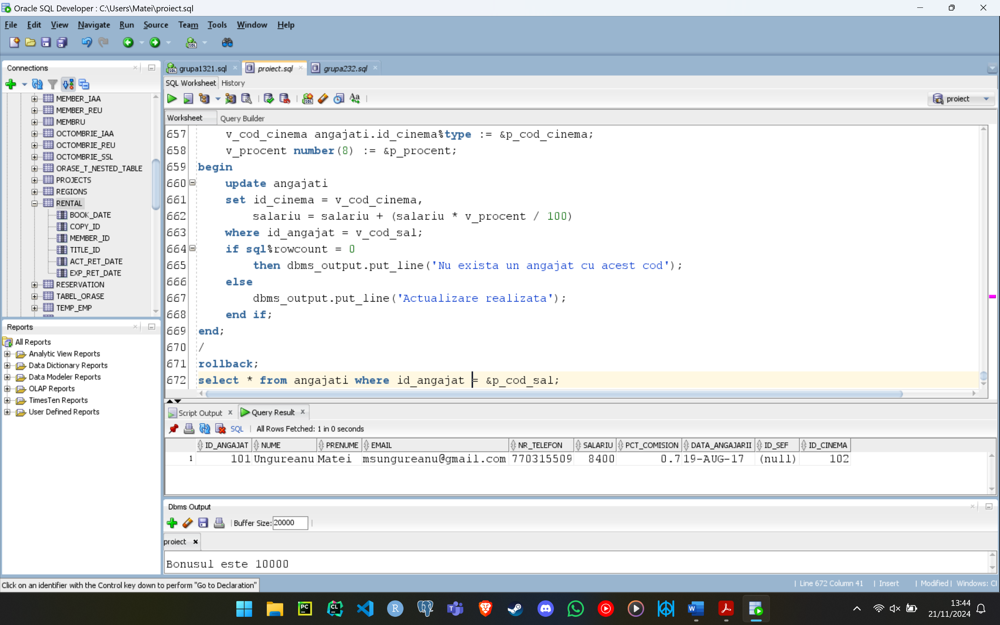 Oracle SQL Developer : C:\Users\Matei\proiect.sql
File Edit View Navigate Run Source Team Tools Window Help
Connections
MEMBER_IAA
MEMBER_REU
MEMBRU
OCTOMBRIE_IAA
OCTOMBRIE_REU
OCTOMBRIE_SSL
ORASE_T_NESTED_TABLE
PROJECTS
REGIONS
RENTAL
BOOK_DATE
COPY_ID
MEMBER_ID
TITLE_ID
ACT_RET_DATE
EXP_RET_DATE
RESERVATION
TABEL_ORASE
TEMP_EMP
Reports
All Reports
Analytic View Reports
Data Dictionary Reports
Data Modeler Reports
OLAP Reports
TimesTen Reports
User Defined Reports
grupa1321.sql proiect.sql grupa232.sql
SQL Worksheet History
proiect
Worksheet Query Builder
657 v_cod_cinema angajati.id_cinema%type := &p_cod_cinema;
658 v_procent number(8) := &p_procent;
659 begin
660 update angajati
661 set id_cinema = v_cod_cinema,
662 salariu = salariu + (salariu * v_procent / 100)
663 where id_angajat = v_cod_sal;
664 if sql%rowcount = 0
665 then dbms_output.put_line('Nu exista un angajat cu acest cod');
666 else
667 dbms_output.put_line('Actualizare realizata');
668 end if;
669 end;
670 /
671 rollback;
672 select * from angajati where id_angajat = &p_cod_sal;
Script Output Query Result
SQL All Rows Fetched: 1 in 0 seconds
ID_ANGAJAT NUME PRENUME EMAIL NR_TELEFON SALARIU PCT_COMISION DATA_ANGAJARII ID_SEF ID_CINEMA
1 101 Ungureanu Matei msungureanu@gmail.com 770315509 8400 0.7 19-AUG-17 (null) 102
Dbms Output
Buffer Size: 20000
proiect
Bonusul este 10000
Click on an identifier with the Control key down to perform "Go to Declaration"
Line 672 Column 41 Insert Modified Windows: Cl
13:44
21/11/2024